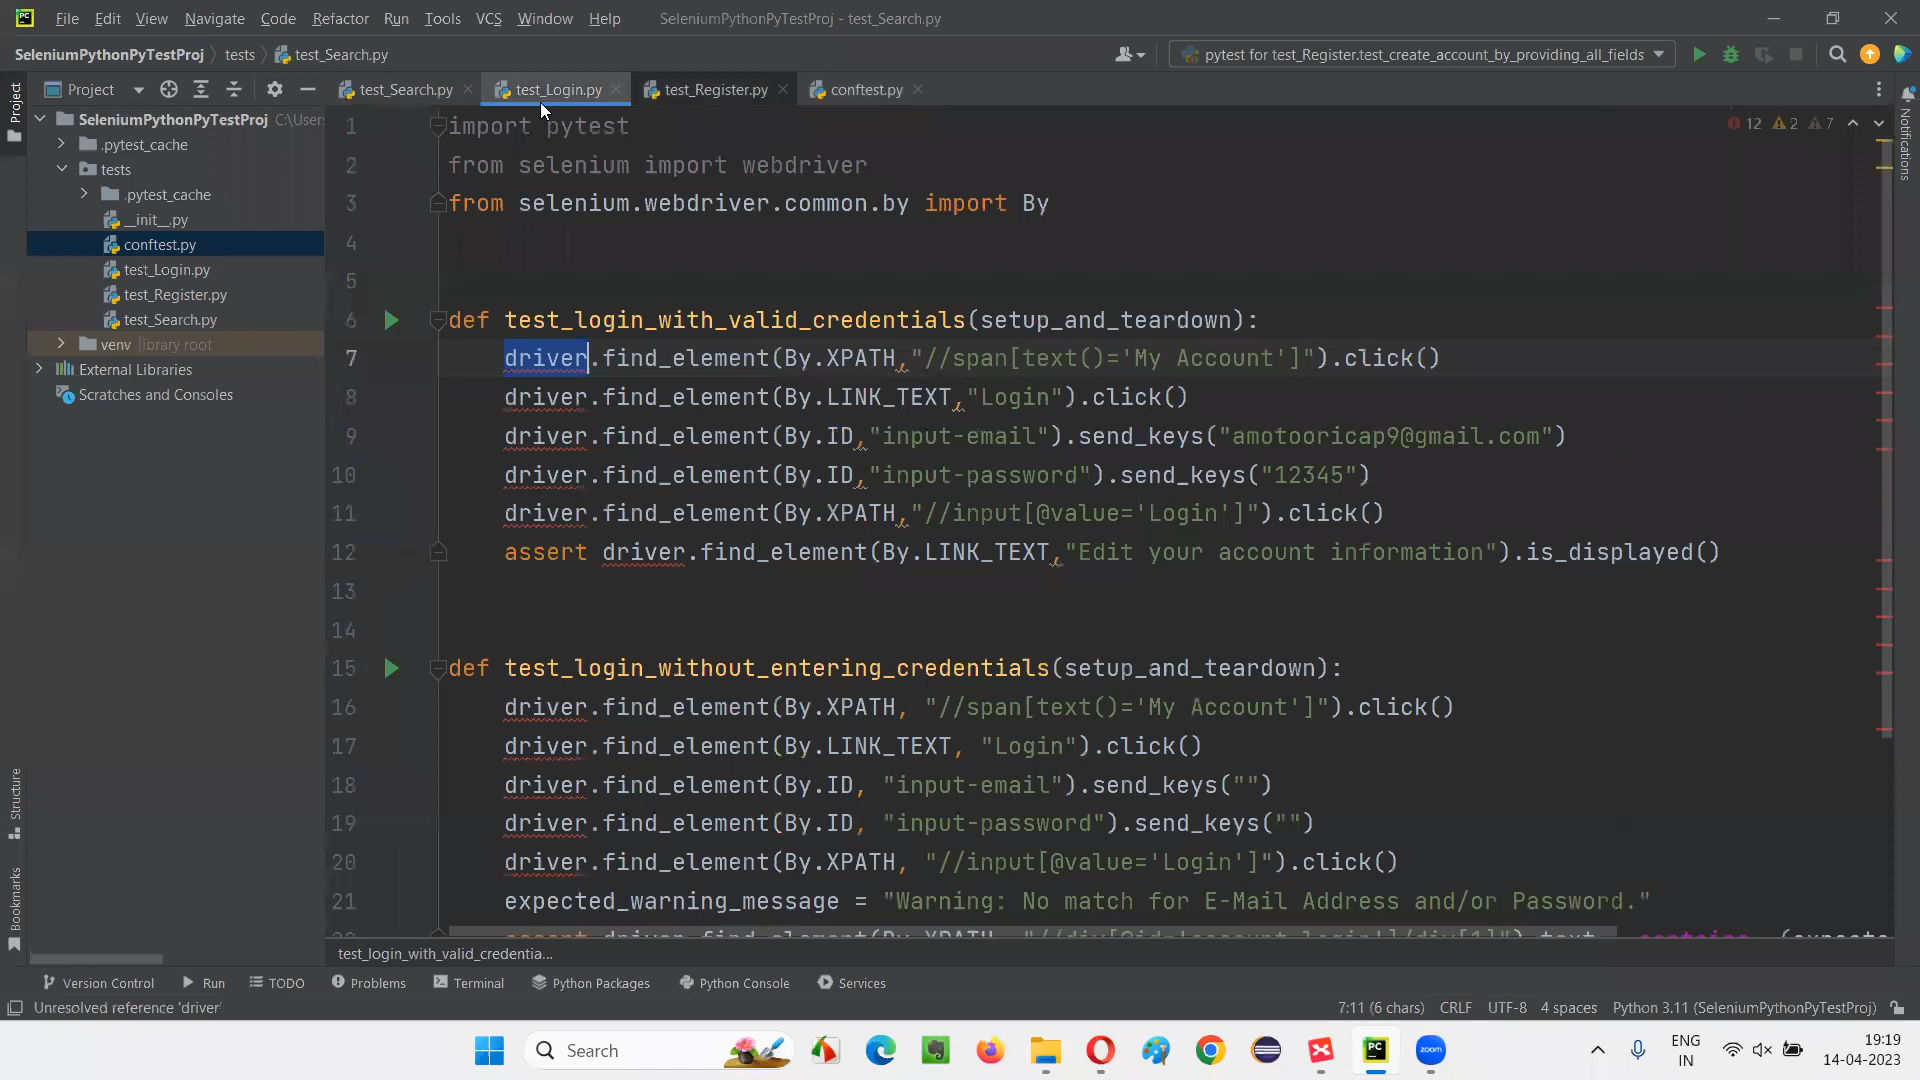 File Edit View Navigate Code Refactor Run Tools VCS Window Help SeleniumPythonPyTestProj - test_Search.py
SeleniumPythonPyTestProj tests test_Search.py pytest for test_Register.test_create_account_by_providing_all_fields
Project test_Search.py test_Login.py test_Register.py conftest.py
Project
Notifications
Structure
Bookmarks
SeleniumPythonPyTestProj C:\Users
.pytest_cache
tests
.pytest_cache
__init__.py
conftest.py
test_Login.py
test_Register.py
test_Search.py
venv library root
External Libraries
Scratches and Consoles
12 2 7
1 import pytest
2 from selenium import webdriver
3 from selenium.webdriver.common.by import By
4
5
6 def test_login_with_valid_credentials(setup_and_teardown):
7 driver.find_element(By.XPATH,"//span[text()='My Account']").click()
8 driver.find_element(By.LINK_TEXT,"Login").click()
9 driver.find_element(By.ID,"input-email").send_keys("amotooricap9@gmail.com")
10 driver.find_element(By.ID,"input-password").send_keys("12345")
11 driver.find_element(By.XPATH,"//input[@value='Login']").click()
12 assert driver.find_element(By.LINK_TEXT,"Edit your account information").is_displayed()
13
14
15 def test_login_without_entering_credentials(setup_and_teardown):
16 driver.find_element(By.XPATH, "//span[text()='My Account']").click()
17 driver.find_element(By.LINK_TEXT, "Login").click()
18 driver.find_element(By.ID, "input-email").send_keys("")
19 driver.find_element(By.ID, "input-password").send_keys("")
20 driver.find_element(By.XPATH, "//input[@value='Login']").click()
21 expected_warning_message = "Warning: No match for E-Mail Address and/or Password."
test_login_with_valid_credentia...
Version Control Run TODO Problems Terminal Python Packages Python Console Services
Unresolved reference 'driver' 7:11 (6 chars) CRLF UTF-8 4 spaces Python 3.11 (SeleniumPythonPyTestProj)
Search
PC
zoom
ENG
IN
19:19
14-04-2023